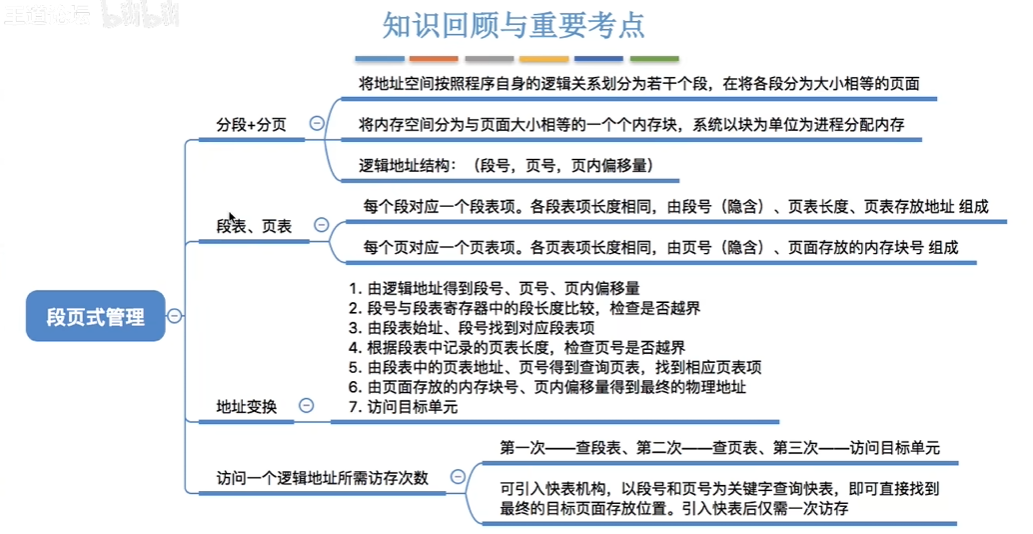 王道论坛 bilibili
知识回顾与重要考点
将地址空间按照程序自身的逻辑关系划分为若干个段，在将各段分为大小相等的页面
分段+分页
将内存空间分为与页面大小相等的一个个内存块，系统以块为单位为进程分配内存
逻辑地址结构：（段号，页号，页内偏移量）
每个段对应一个段表项。各段表项长度相同，由段号（隐含）、页表长度、页表存放地址 组成
段表、页表
每个页对应一个页表项。各页表项长度相同，由页号（隐含）、页面存放的内存块号 组成
段页式管理
1. 由逻辑地址得到段号、页号、页内偏移量
2. 段号与段表寄存器中的段长度比较，检查是否越界
3. 由段表始址、段号找到对应段表项
4. 根据段表中记录的页表长度，检查页号是否越界
5. 由段表中的页表地址、页号得到查询页表，找到相应页表项
6. 由页面存放的内存块号、页内偏移量得到最终的物理地址
7. 访问目标单元
地址变换
第一次——查段表、第二次——查页表、第三次——访问目标单元
访问一个逻辑地址所需访存次数
可引入快表机构，以段号和页号为关键字查询快表，即可直接找到
最终的目标页面存放位置。引入快表后仅需一次访存